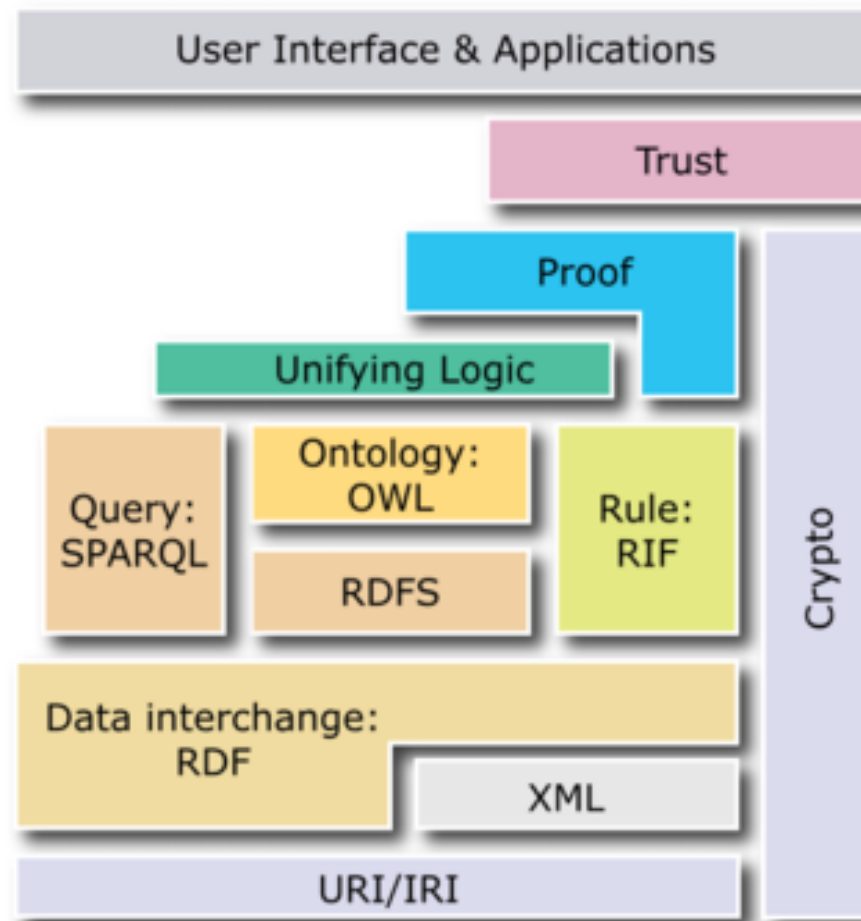 User Interface & Applications
Trust
Proof
Unifying Logic
Query:
SPARQL
Ontology:
OWL
RDFS
Rule:
RIF
Crypto
Data interchange:
RDF
XML
URI/IRI